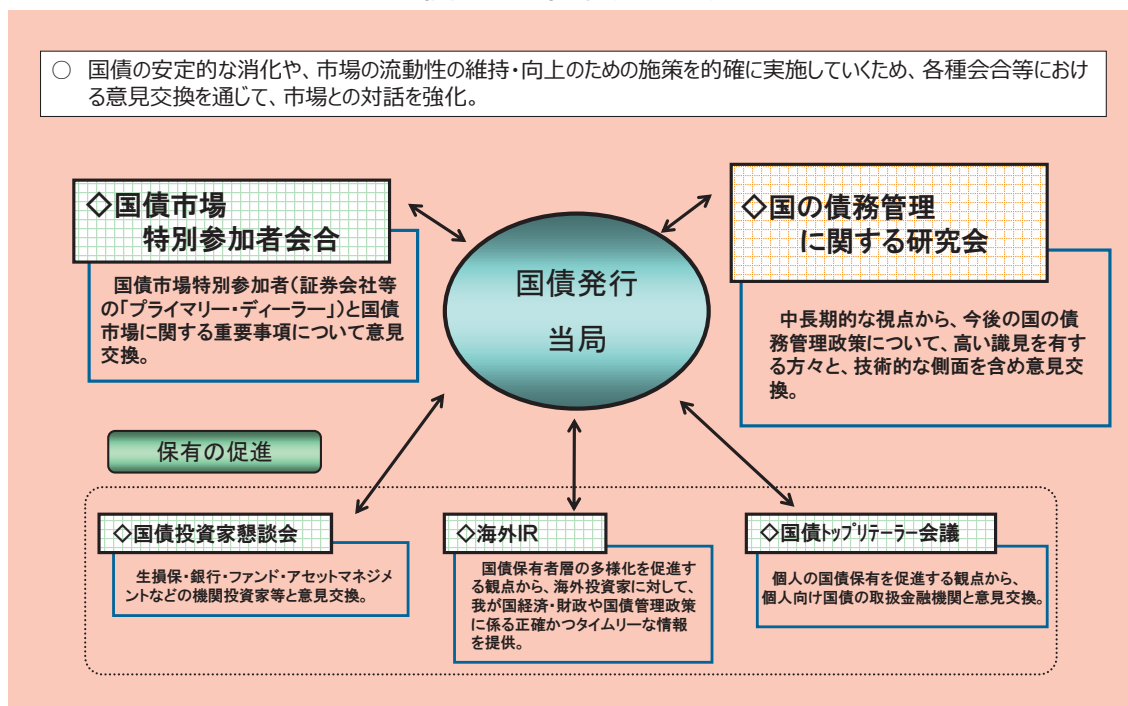 ○ 国債の安定的な消化や、市場の流動性の維持・向上のための施策を的確に実施していくため、各種会合等におけ
る意見交換を通じて、市場との対話を強化。
◇国債市場
特別参加者会合
国債市場特別参加者(証券会社等
の「プライマリー・ディーラー」)と国債
市場に関する重要事項について意見
交換。
国債発行
当局
◇国の債務管理
に関する研究会
中長期的な視点から、今後の国の債
務管理政策について、高い識見を有す
る方々と、技術的な側面を含め意見交
換。
保有の促進
◇国債投資家懇談会
生損保・銀行・ファンド・アセットマネジメ
ントなどの機関投資家等と意見交換。
◇海外IR
国債保有者層の多様化を促進す
る観点から、海外投資家に対して、
我が国経済・財政や国債管理政策
に係る正確かつタイムリーな情報
を提供。
◇国債トップリテーラー会議
個人の国債保有を促進する観点から、
個人向け国債の取扱金融機関と意見交換。